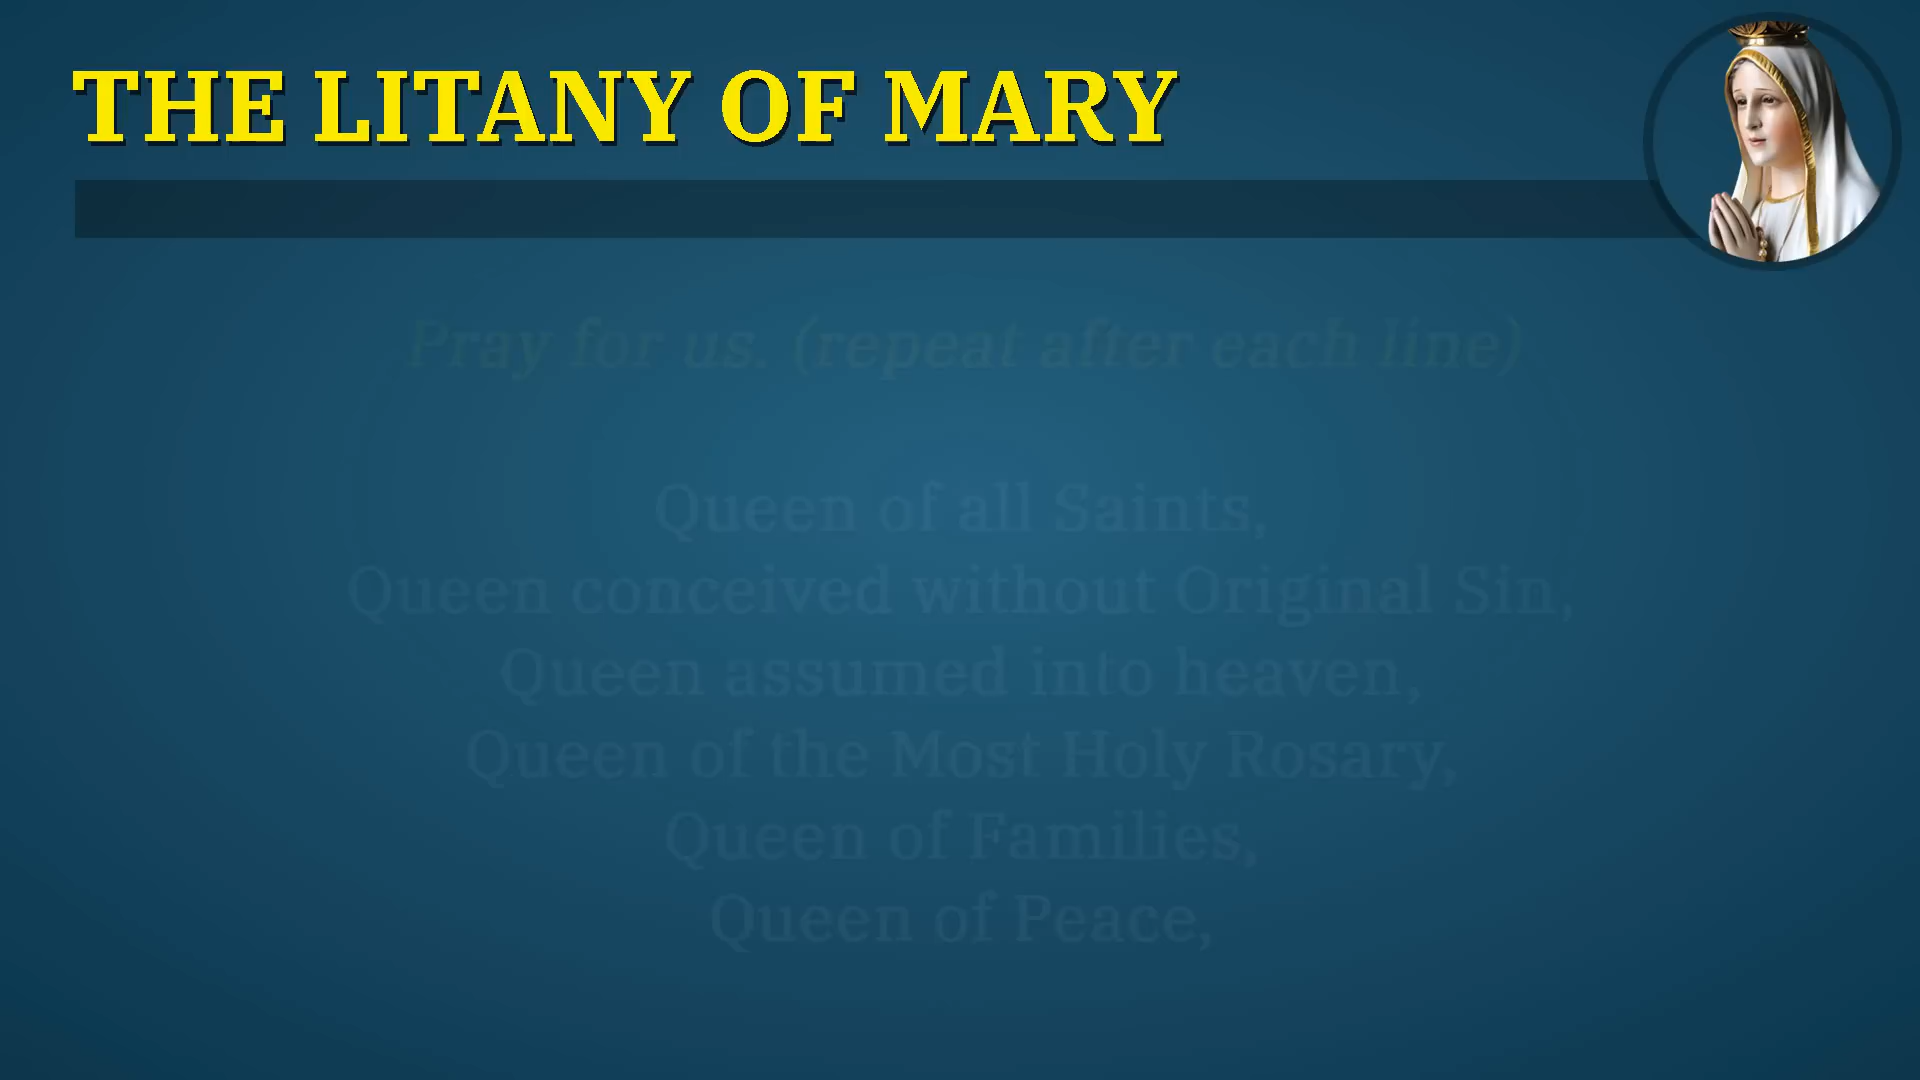 THE LITANY OF MARY
Pray for us. (repeat after each line)
Queen of all Saints,
Queen conceived without Original Sin,
Queen assumed into heaven,
Queen of the Most Holy Rosary,
Queen of Families,
Queen of Peace,